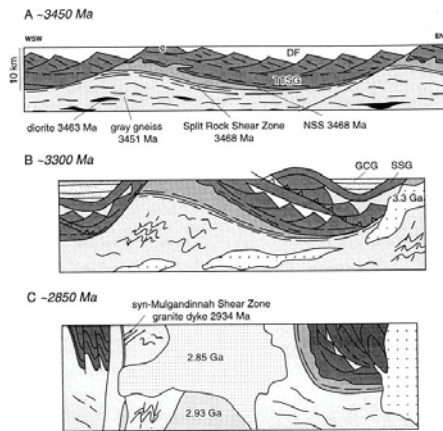 A ~3450 Ma
WSW
EN
DF
10 km
TESG
diorite 3463 Ma
gray gneiss
3451 Ma
Split Rock Shear Zone
3468 Ma
NSS 3468 Ma
B ~3300 Ma
GCG
SSG
3.3 Ga
C ~2850 Ma
syn-Mulgandinnah Shear Zone
granite dyke 2934 Ma
2.85 Ga
2.93 Ga